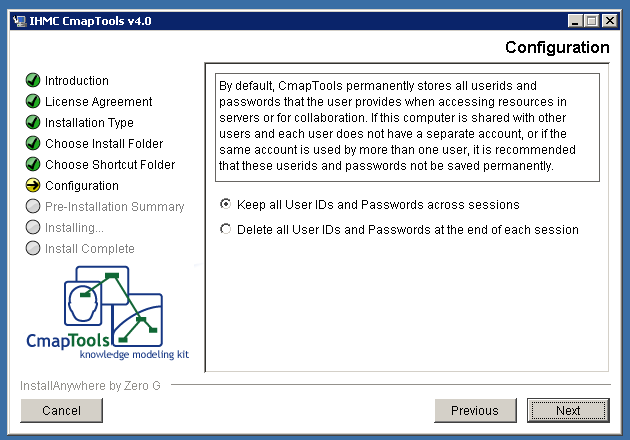 IHMC CmapTools v4.0
Configuration
Introduction
License Agreement
Installation Type
Choose Install Folder
Choose Shortcut Folder
Configuration
Pre-Installation Summary
Installing...
Install Complete
CmapTools
knowledge modeling kit
By default, CmapTools permanently stores all userids and
passwords that the user provides when accessing resources in
servers or for collaboration. If this computer is shared with other
users and each user does not have a separate account, or if the
same account is used by more than one user, it is recommended
that these userids and passwords not be saved permanently.
Keep all User IDs and Passwords across sessions
Delete all User IDs and Passwords at the end of each session
InstallAnywhere by Zero G
Cancel
Previous
Next